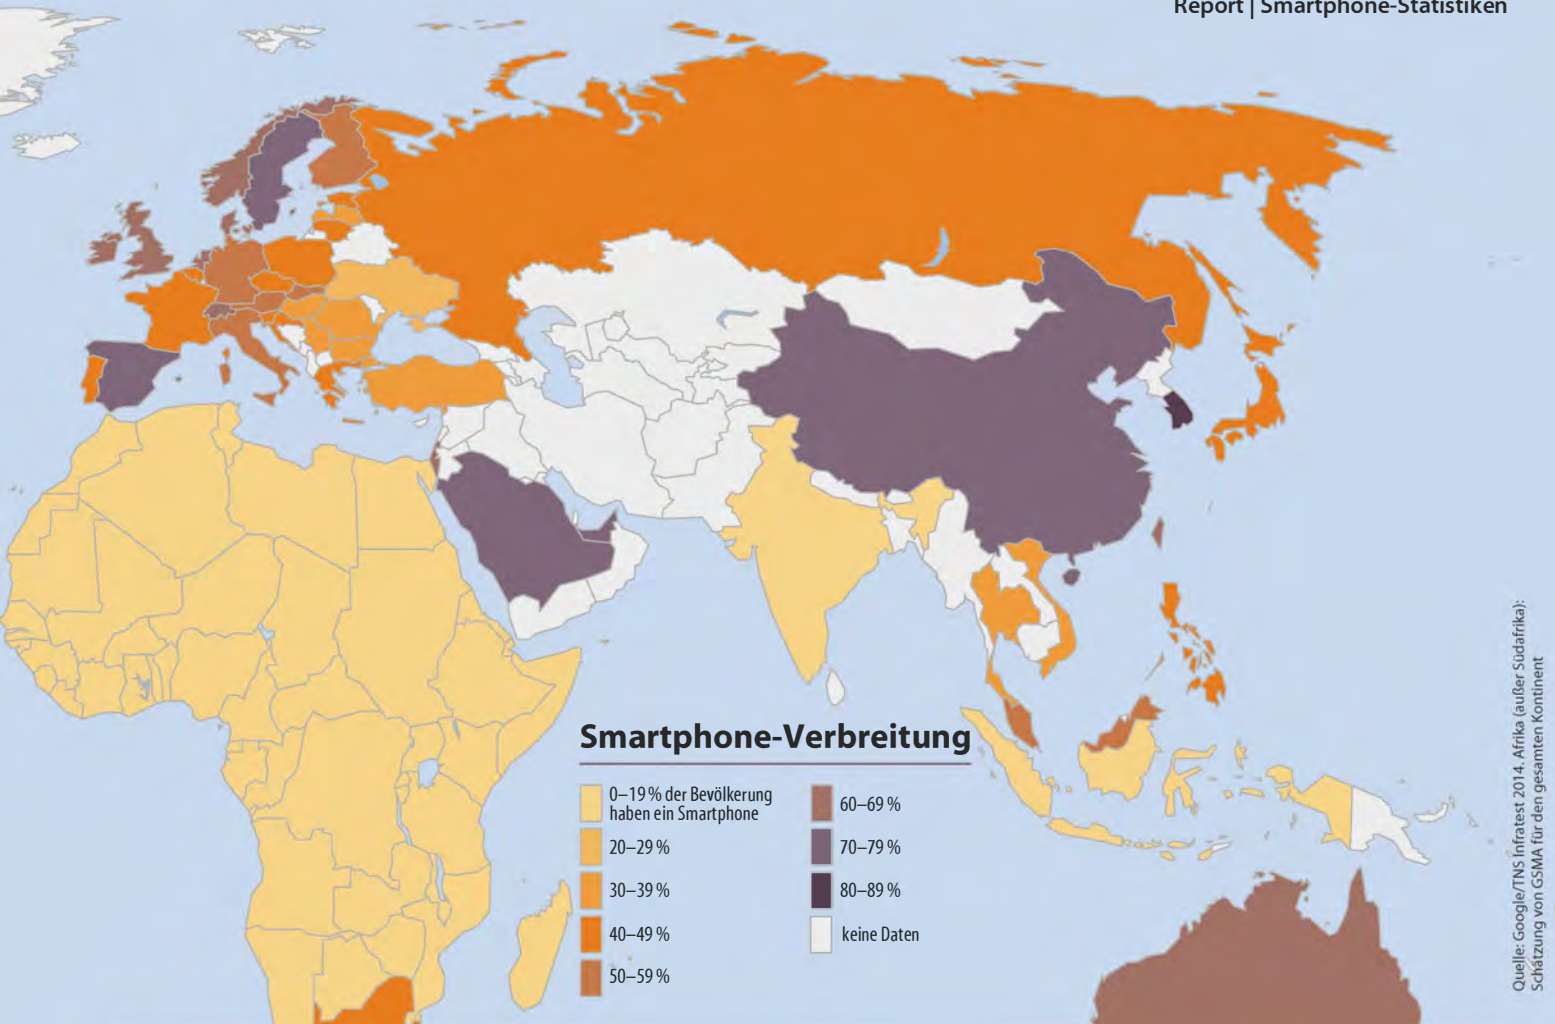 Report | Smartphone-Statistiken
Smartphone-Verbreitung
0–19 % der Bevölkerung
haben ein Smartphone
20–29 %
30–39 %
40–49 %
50–59 %
60–69 %
70–79 %
80–89 %
keine Daten
Quelle: Google/TNS Infratest 2014. Afrika (außer Südafrika):
Schätzung von GSMA für den gesamten Kontinent